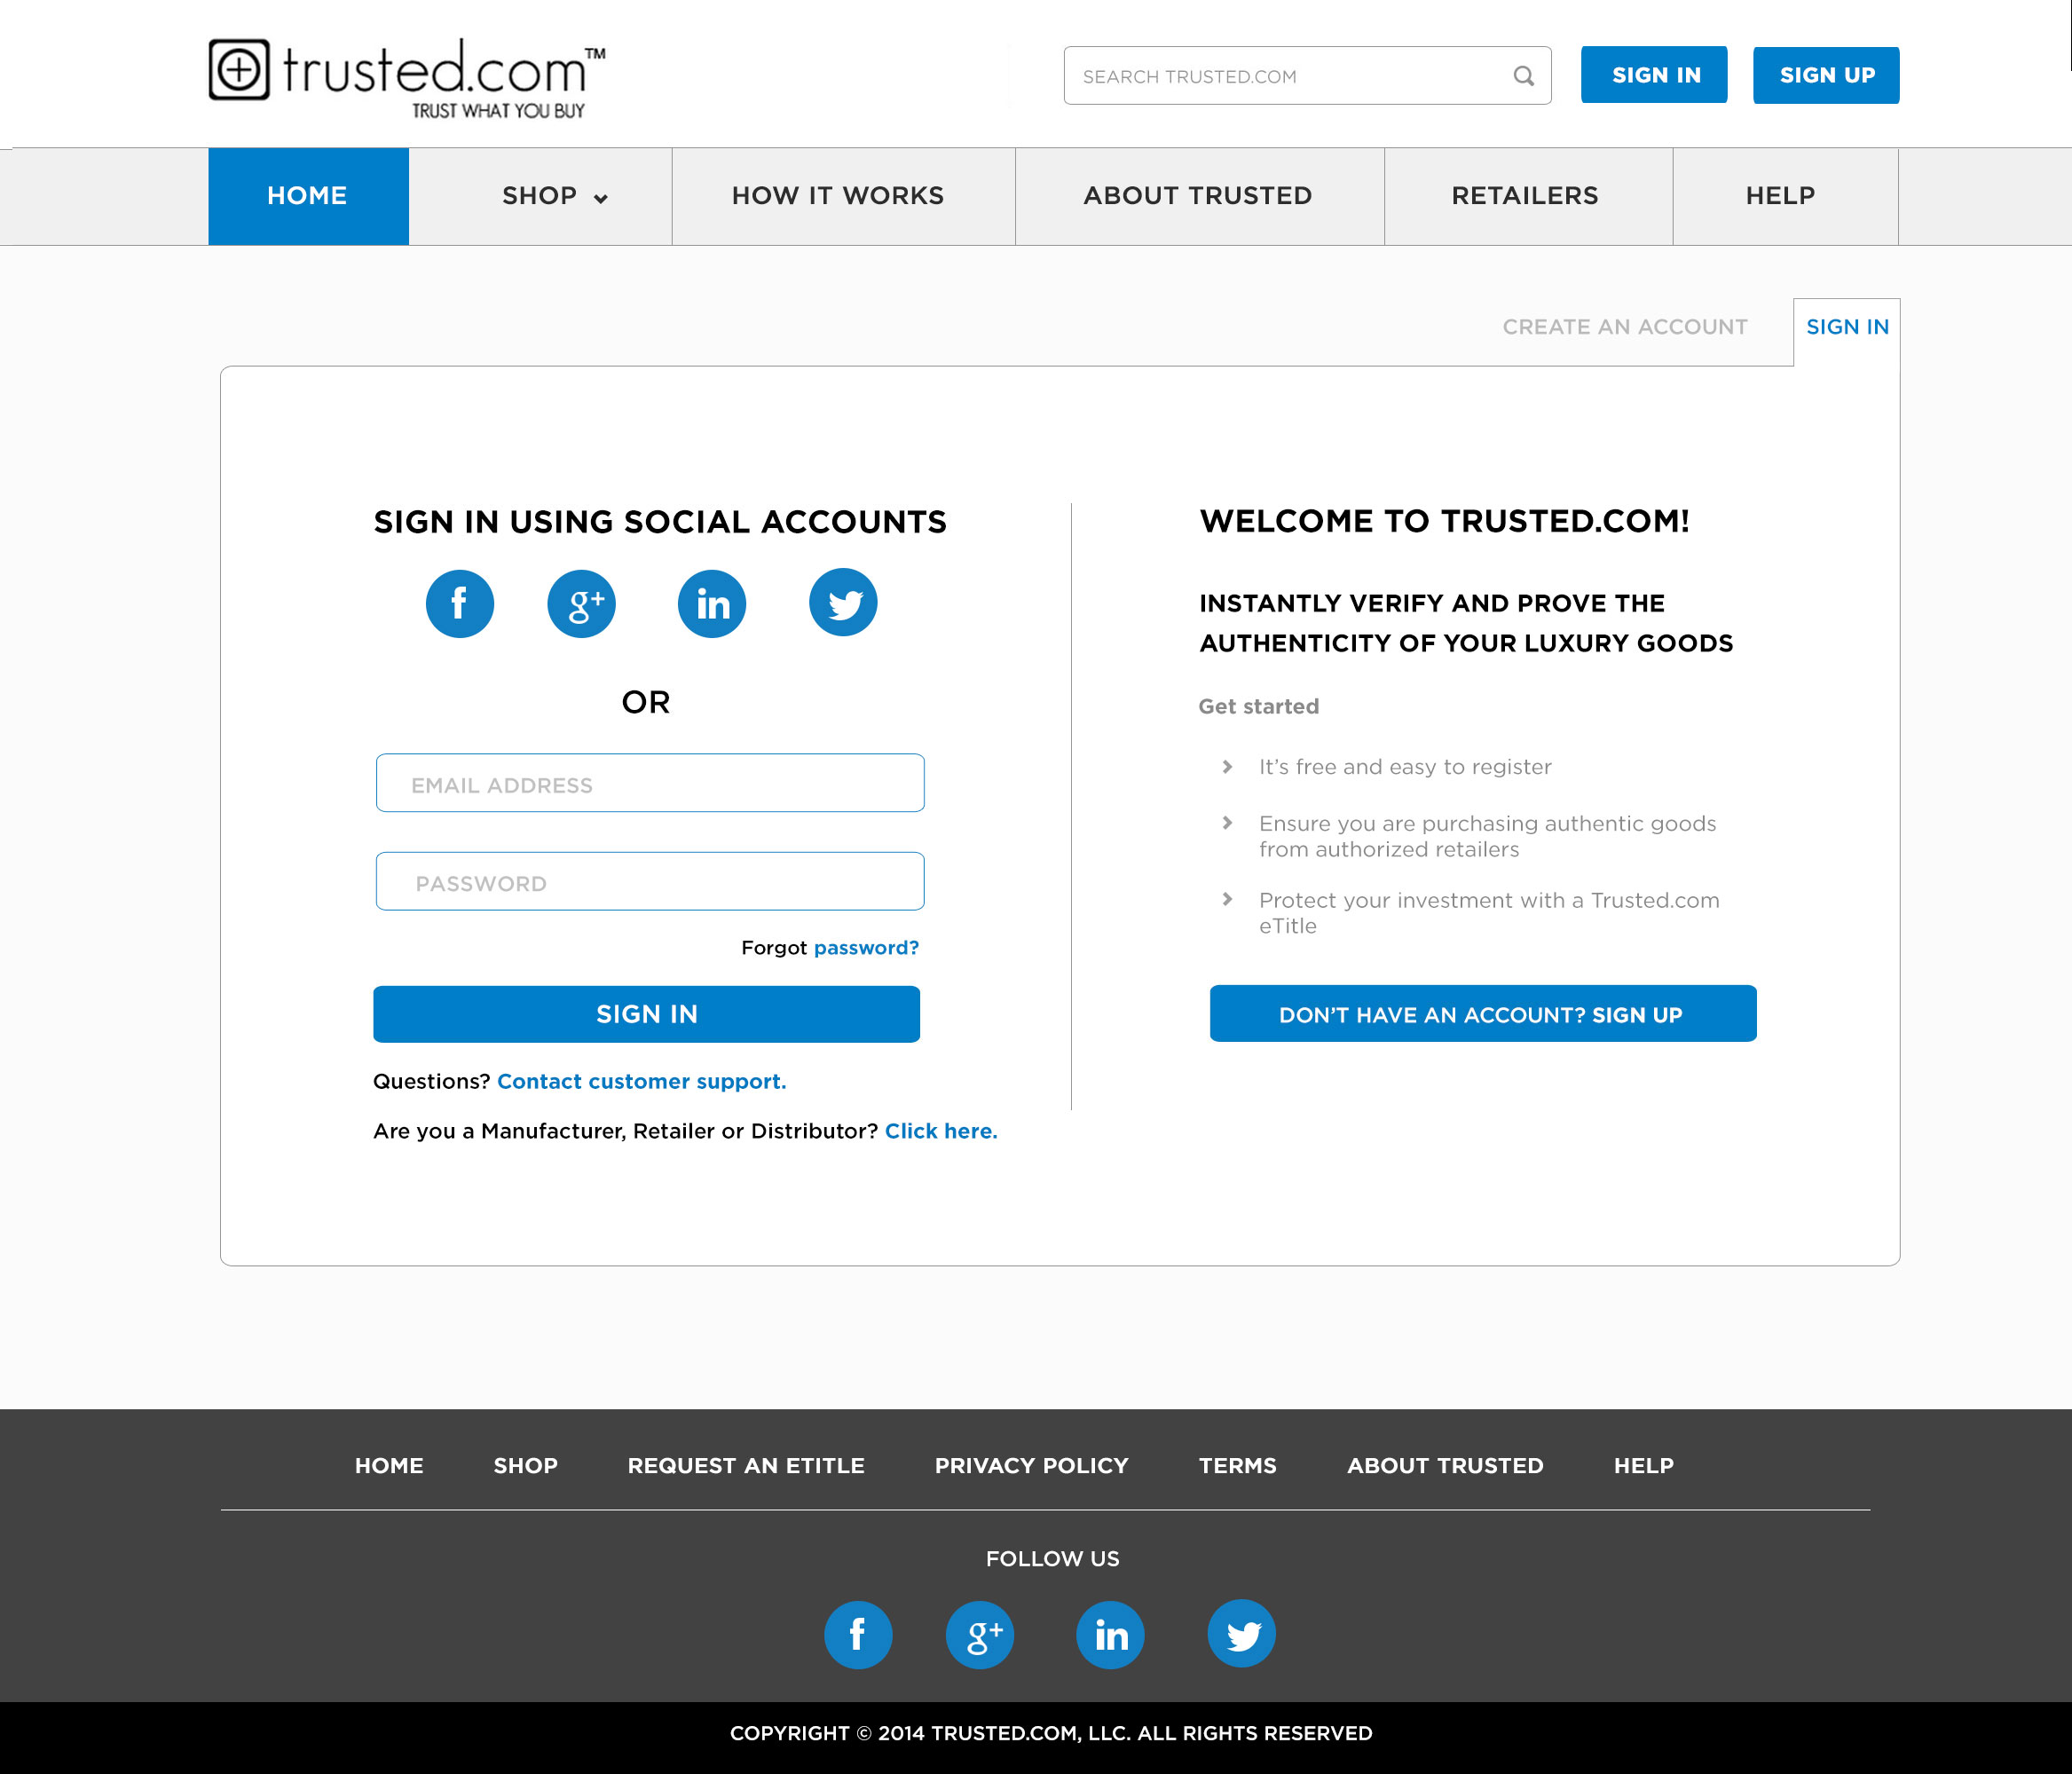 trusted.com™
TRUST WHAT YOU BUY
SEARCH TRUSTED.COM
SIGN IN
SIGN UP
HOME
SHOP
HOW IT WORKS
ABOUT TRUSTED
RETAILERS
HELP
CREATE AN ACCOUNT
SIGN IN
SIGN IN USING SOCIAL ACCOUNTS
f
g+
in
OR
EMAIL ADDRESS
PASSWORD
Forgot password?
SIGN IN
Questions? Contact customer support.
Are you a Manufacturer, Retailer or Distributor? Click here.
WELCOME TO TRUSTED.COM!
INSTANTLY VERIFY AND PROVE THE
AUTHENTICITY OF YOUR LUXURY GOODS
Get started
It’s free and easy to register
Ensure you are purchasing authentic goods
from authorized retailers
Protect your investment with a Trusted.com
eTitle
DON’T HAVE AN ACCOUNT? SIGN UP
HOME
SHOP
REQUEST AN ETITLE
PRIVACY POLICY
TERMS
ABOUT TRUSTED
HELP
FOLLOW US
f
g+
in
COPYRIGHT © 2014 TRUSTED.COM, LLC. ALL RIGHTS RESERVED